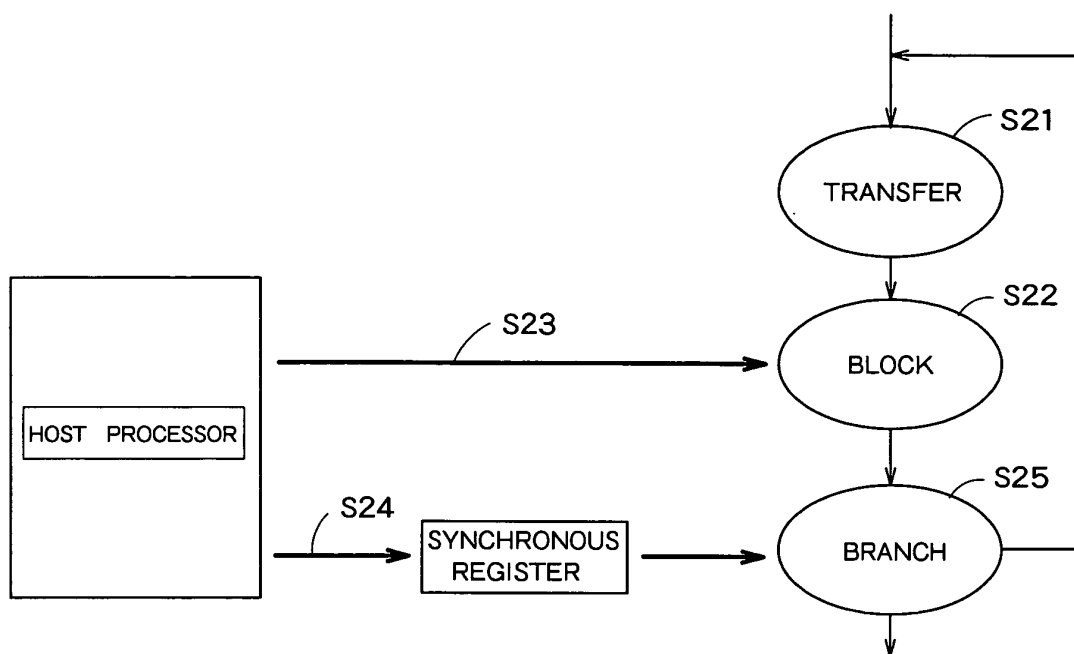 S21
TRANSFER
S22
S23
BLOCK
HOST PROCESSOR
S25
S24
SYNCHRONOUS
REGISTER
BRANCH